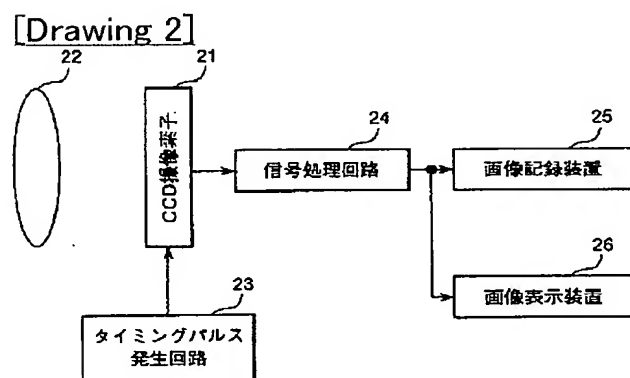 [Drawing 2]
22
21
CCD撮像素子
24
信号処理回路
25
画像記録装置
26
画像表示装置
23
タイミングパルス
発生回路